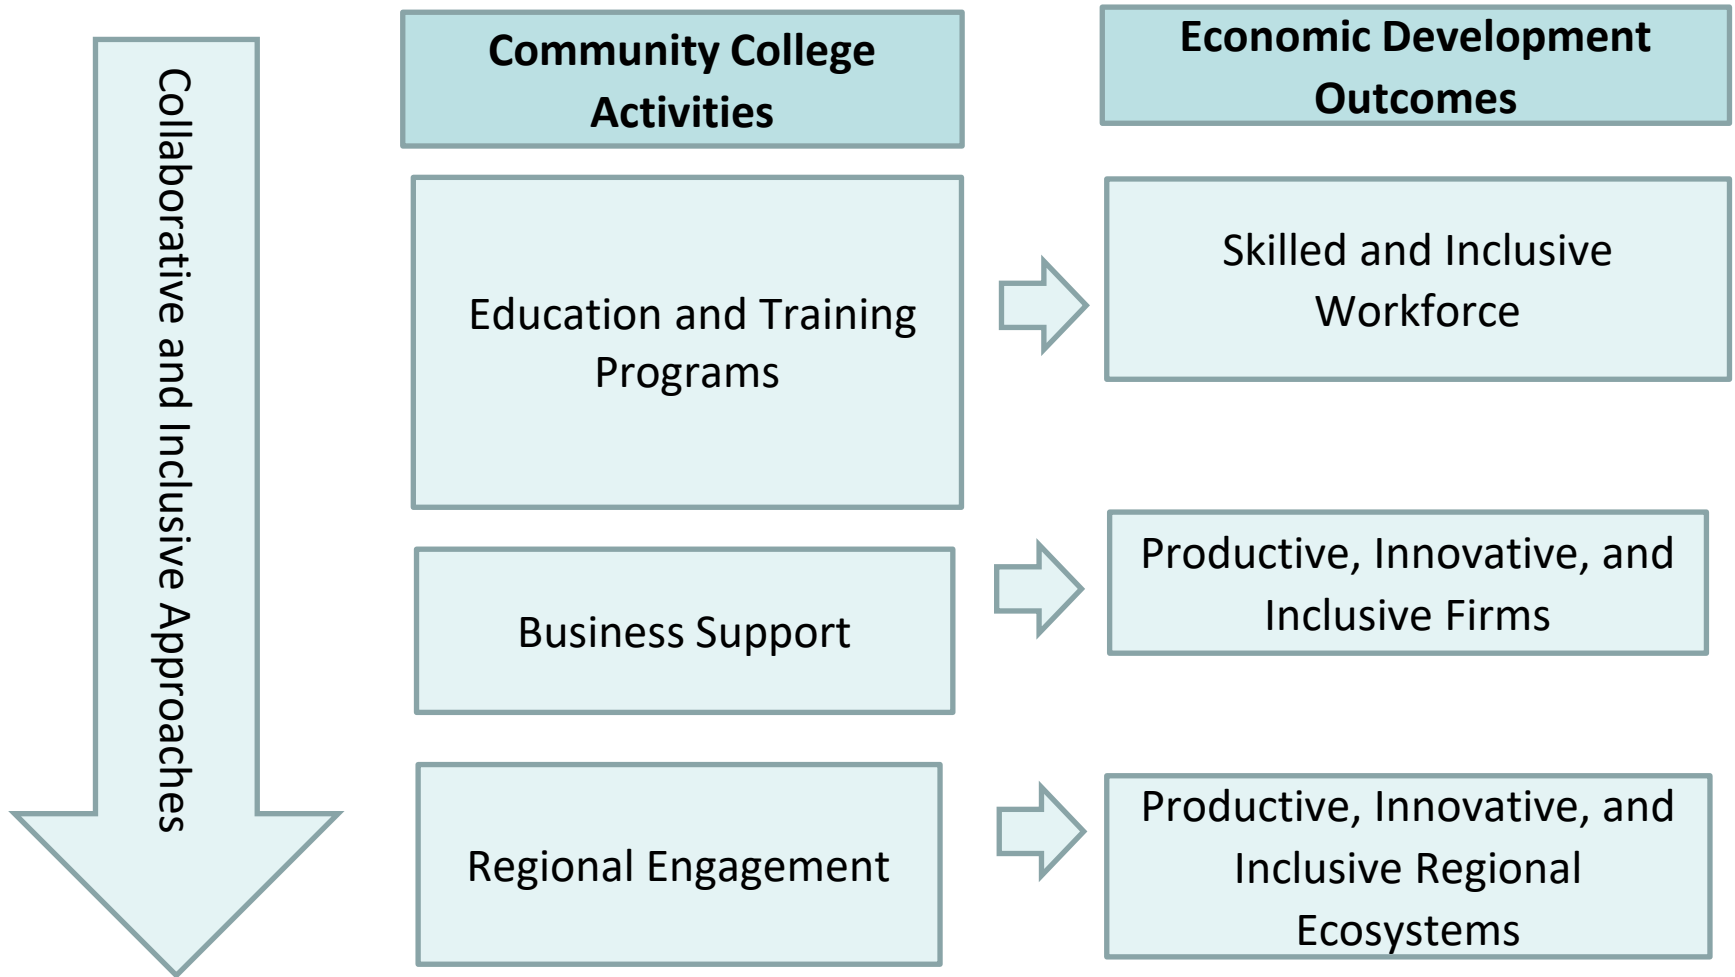 Collaborative and Inclusive Approaches
Community College
Activities
Economic Development
Outcomes
Education and Training
Programs
Skilled and Inclusive
Workforce
Business Support
Productive, Innovative, and
Inclusive Firms
Regional Engagement
Productive, Innovative, and
Inclusive Regional
Ecosystems